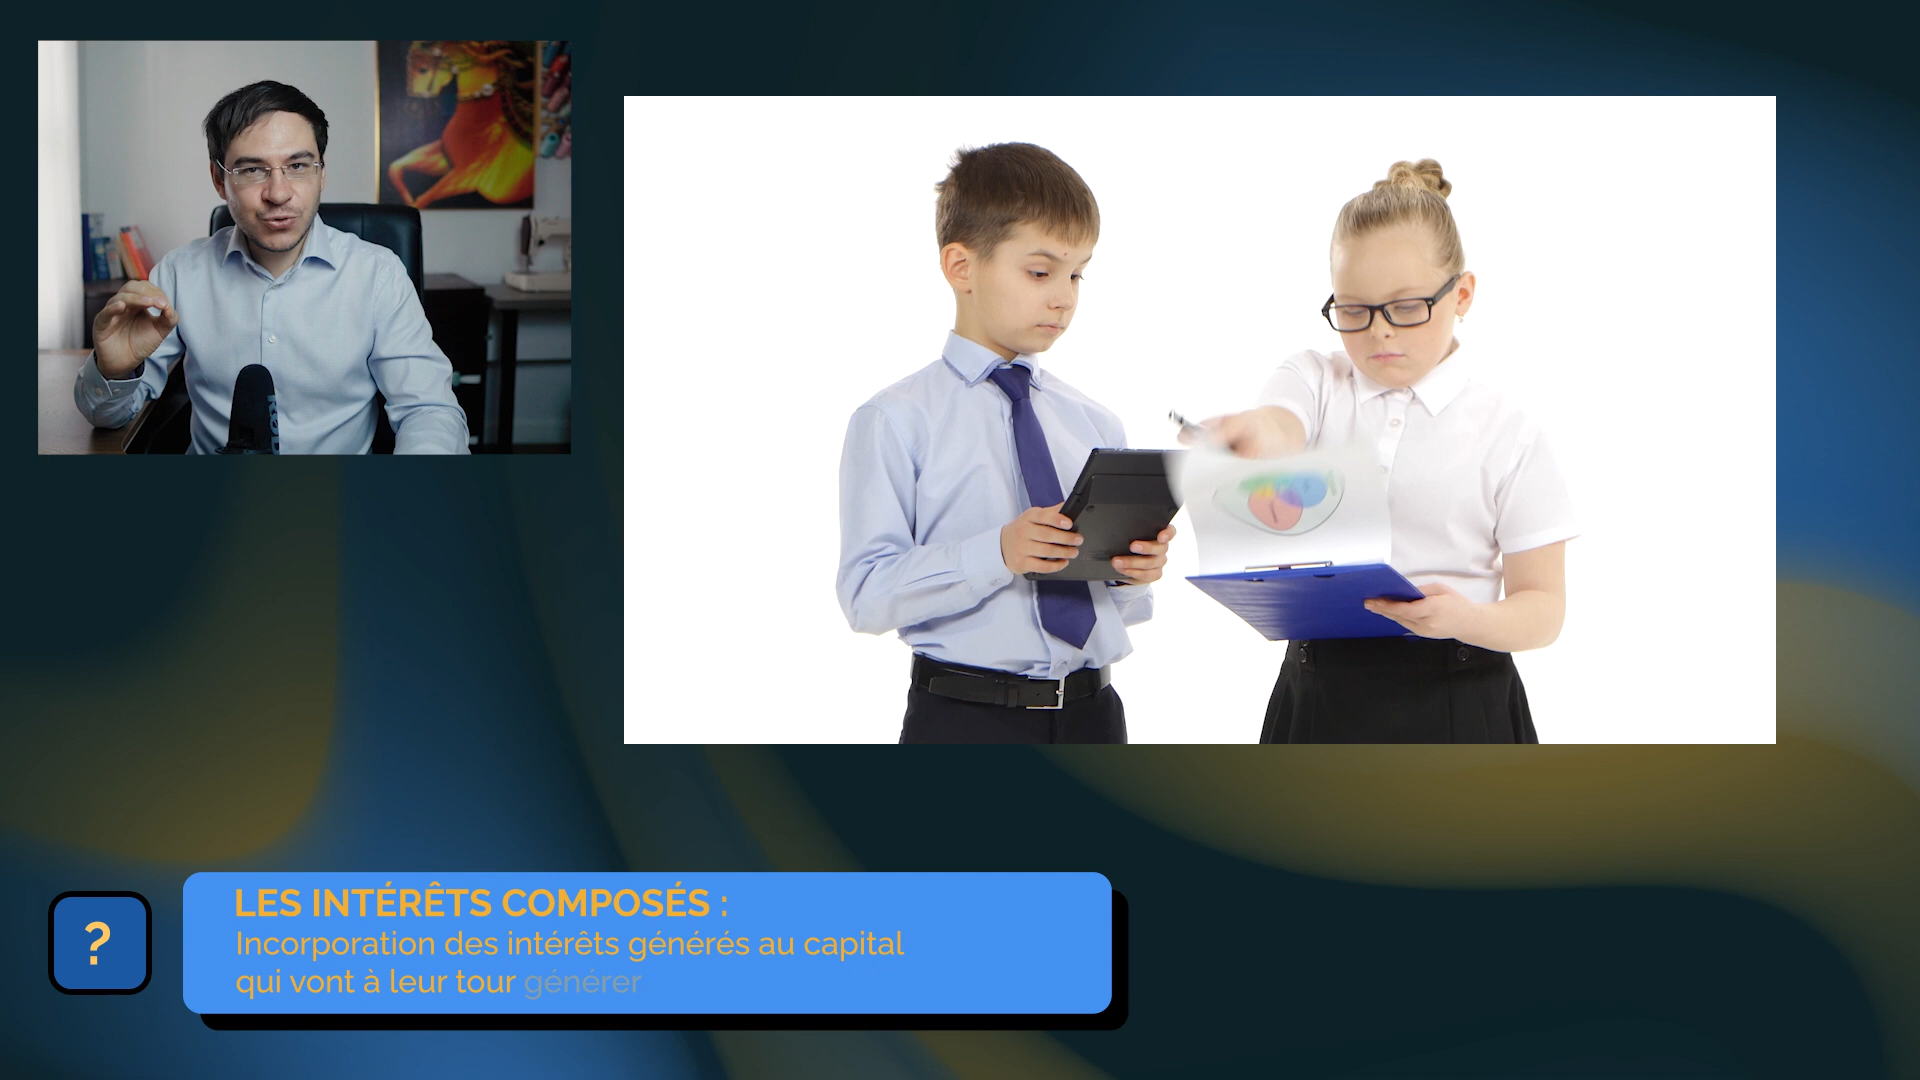 ?
LES INTÉRÊTS COMPOSÉS :
Incorporation des intérêts générés au capital
qui vont à leur tour générer